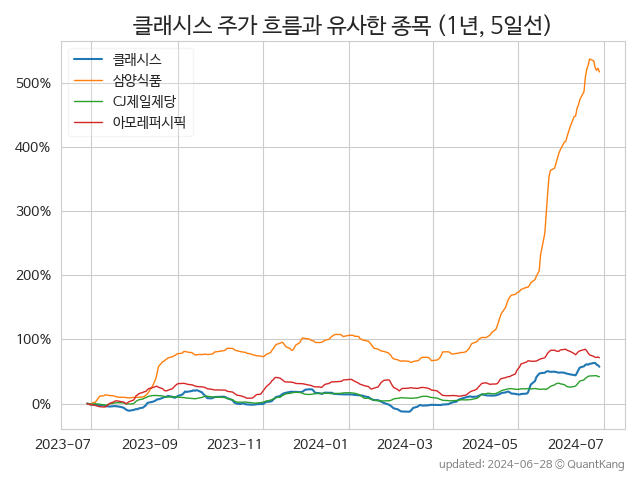 클래시스 주가 흐름과 유사한 종목 (1년, 5일선)
클래시스
삼양식품
CJ제일제당
아모레퍼시픽
500%
400%
300%
200%
100%
0%
2023-07 2023-09 2023-11 2024-01 2024-03 2024-05 2024-07
updated: 2024-06-28 @ QuantKang